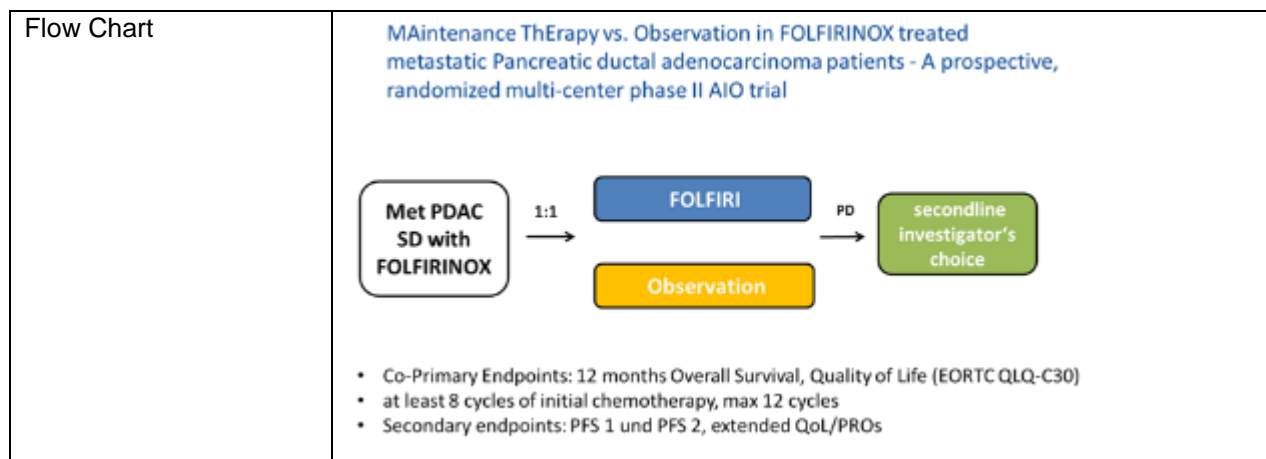 Flow Chart
MAintenance ThErapy vs. Observation in FOLFIRINOX treated
metastatic Pancreatic ductal adenocarcinoma patients - A prospective,
randomized multi-center phase II AIO trial
Met PDAC
SD with
FOLFIRINOX
1:1
FOLFIRI
Observation
PD
secondline
investigator's
choice
• Co-Primary Endpoints: 12 months Overall Survival, Quality of Life (EORTC QLQ-C30)
• at least 8 cycles of initial chemotherapy, max 12 cycles
• Secondary endpoints: PFS 1 und PFS 2, extended QoL/PROs